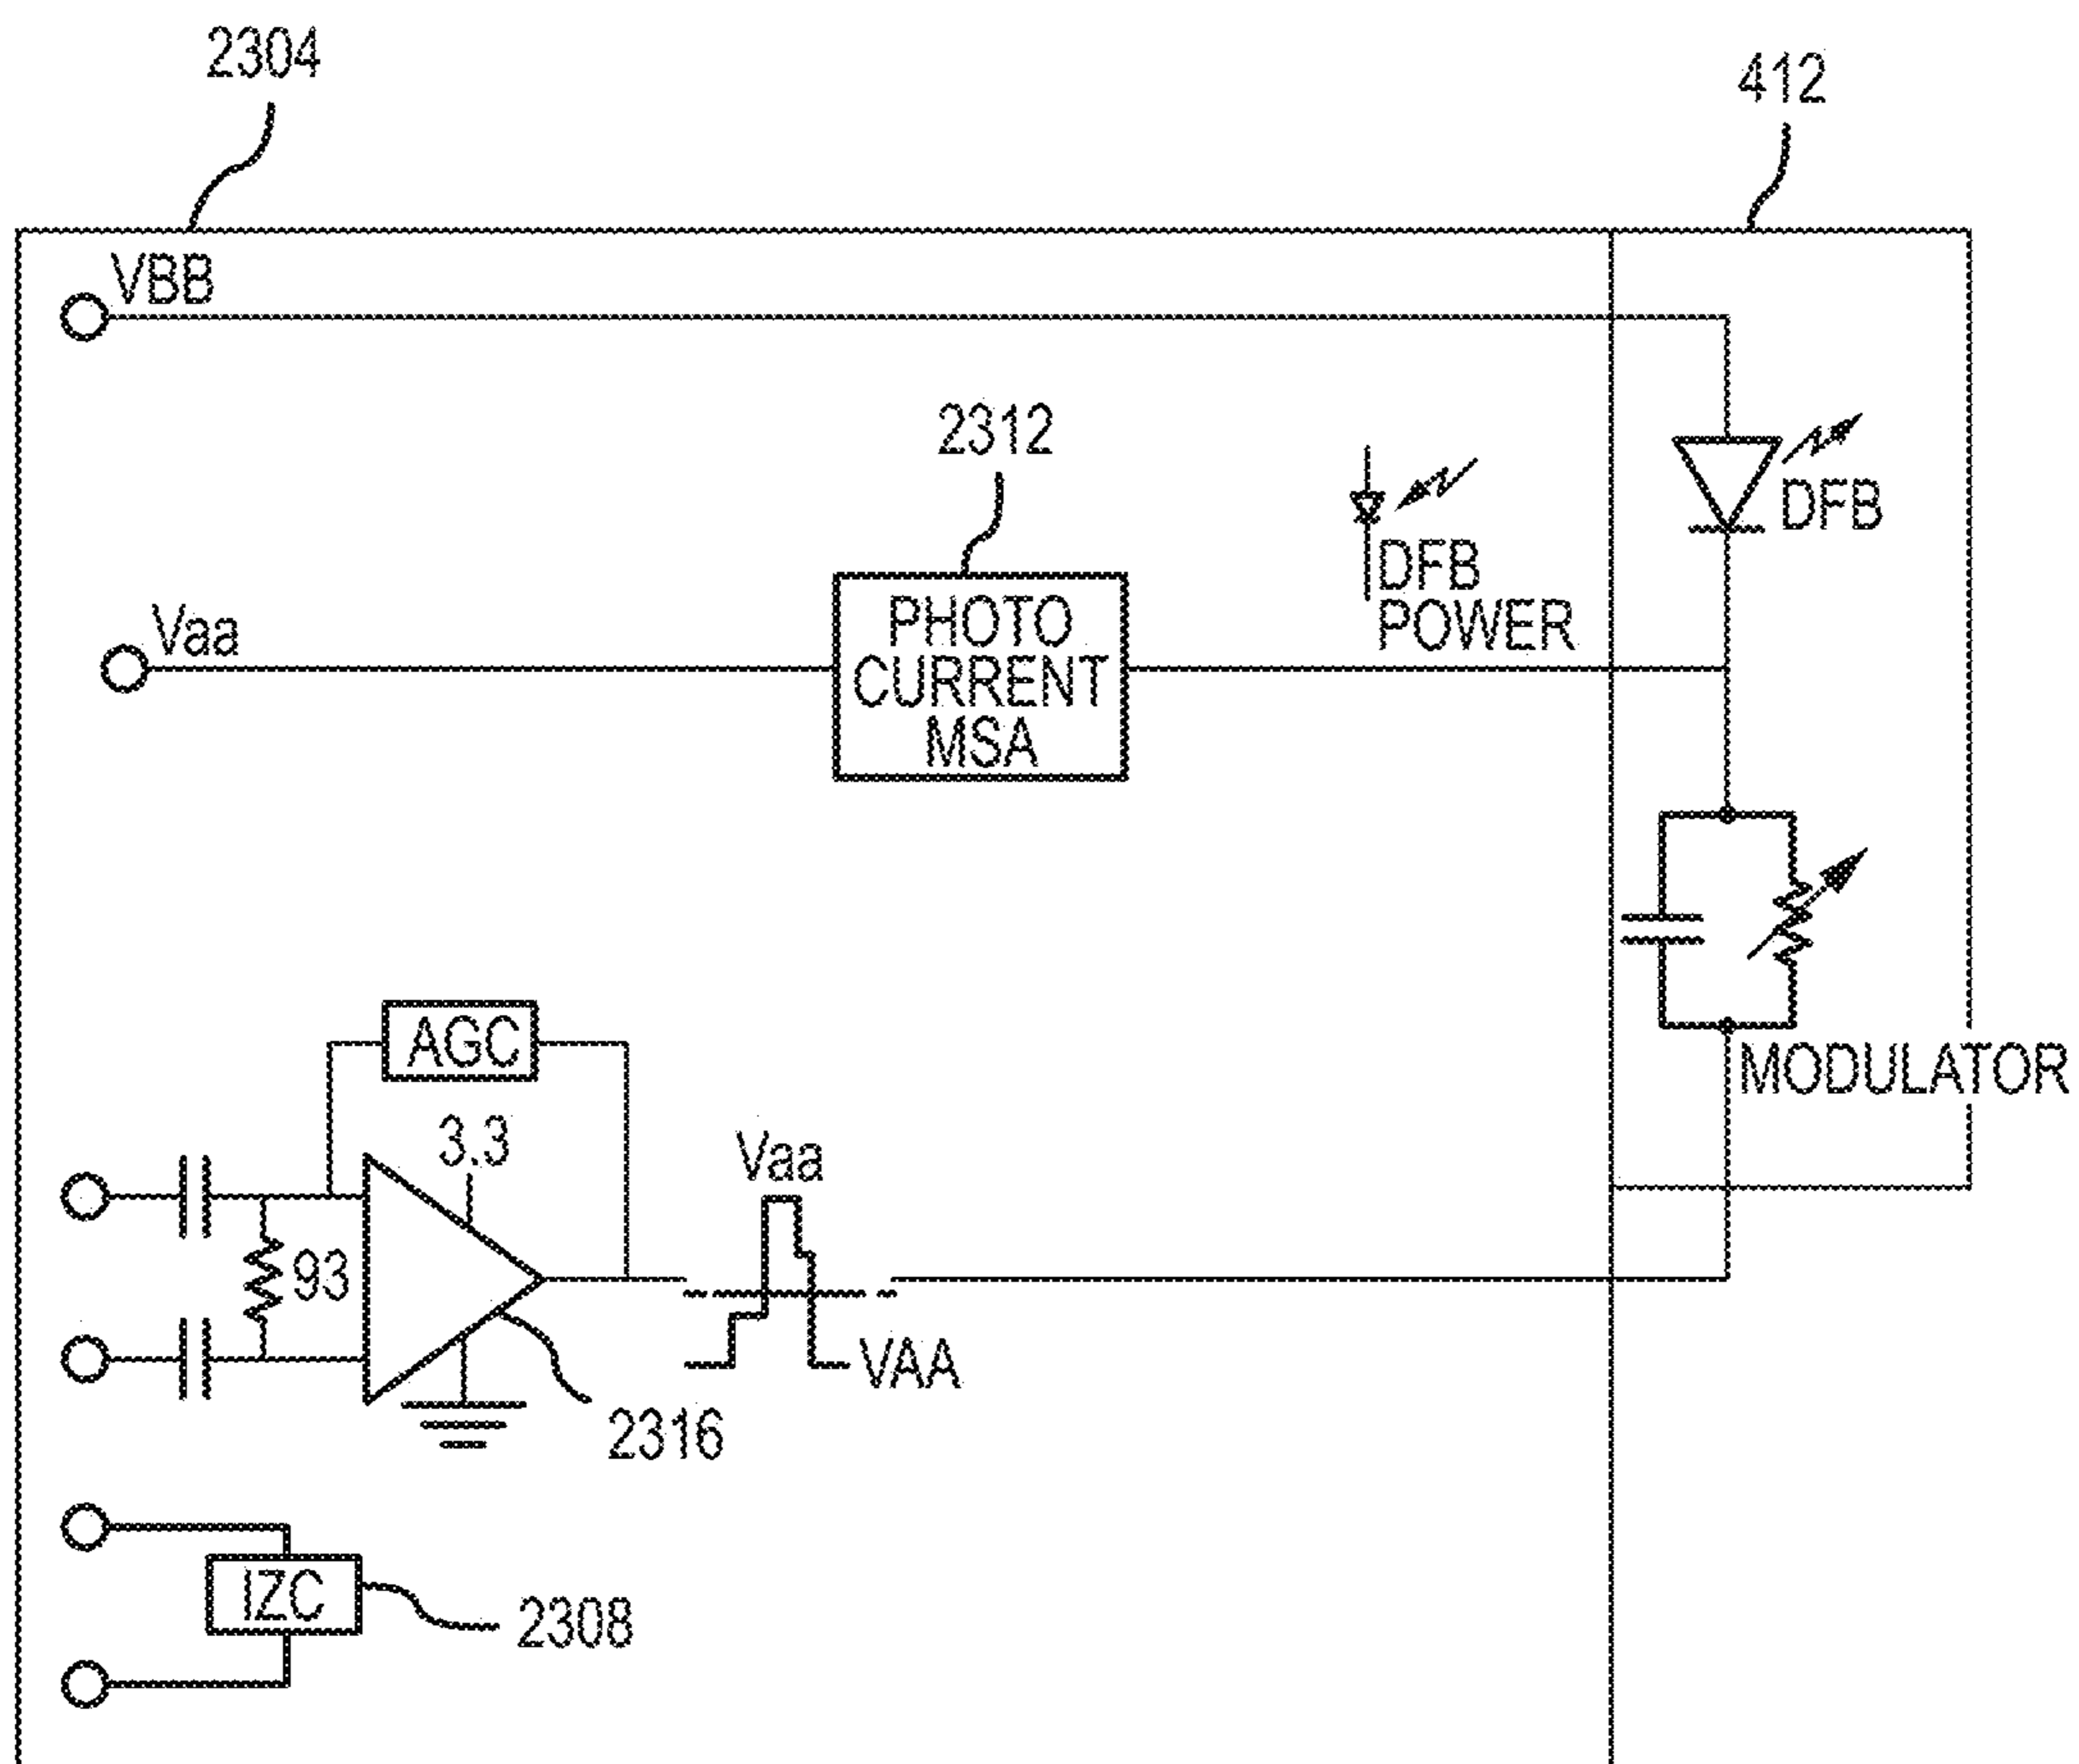 2304
412
VBB
2312
DFB
DFB
POWER
Vaa
PHOTO
CURRENT
MSA
AGC
MODULATOR
3.3
Vaa
93
VAA
2316
IZC
2308